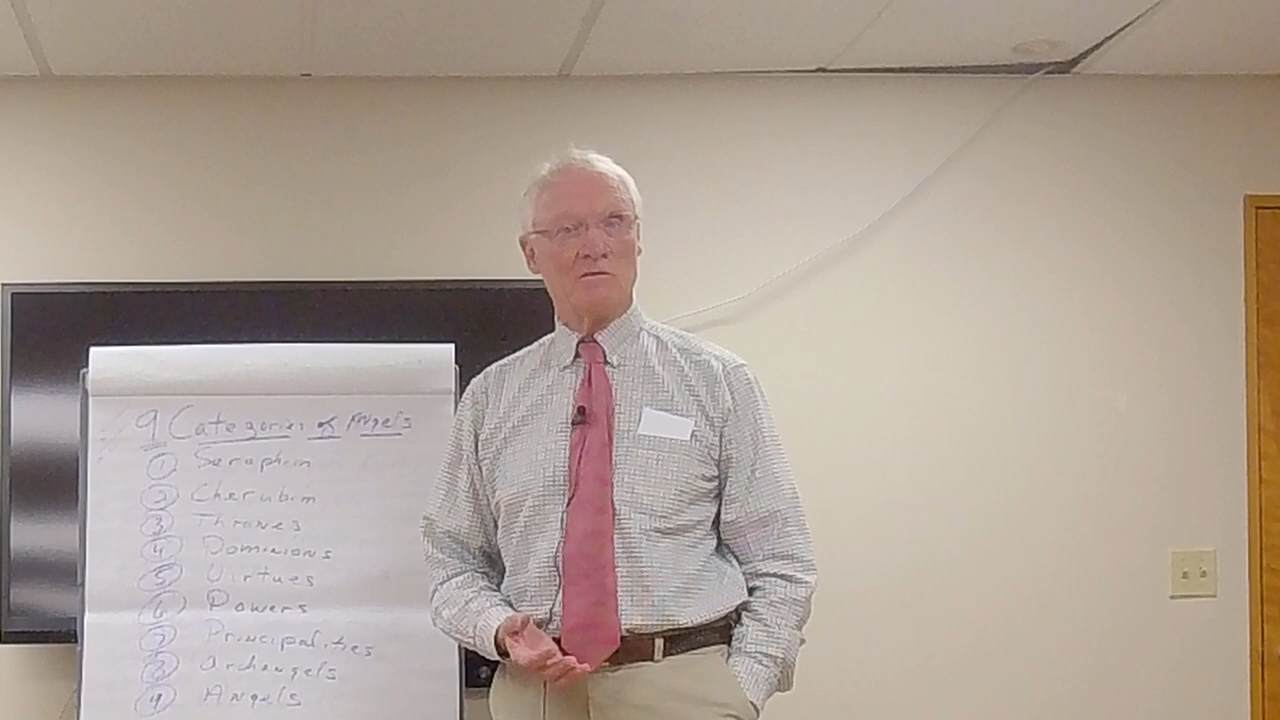 9 Categories of Angels
1 Seraphim
2 Cherubim
3 Thrones
4 Dominions
5 Virtues
6 Powers
7 Principalities
8 Archangels
9 Angels